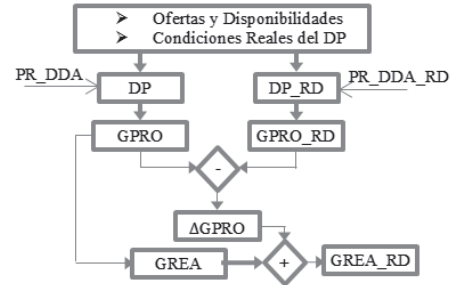 ➤ Ofertas y Disponibilidades
➤ Condiciones Reales del DP
PR_DDA
DP
DP_RD
PR_DDA_RD
GPRO
GPRO_RD
-
ΔGPRO
GREA
+
GREA_RD